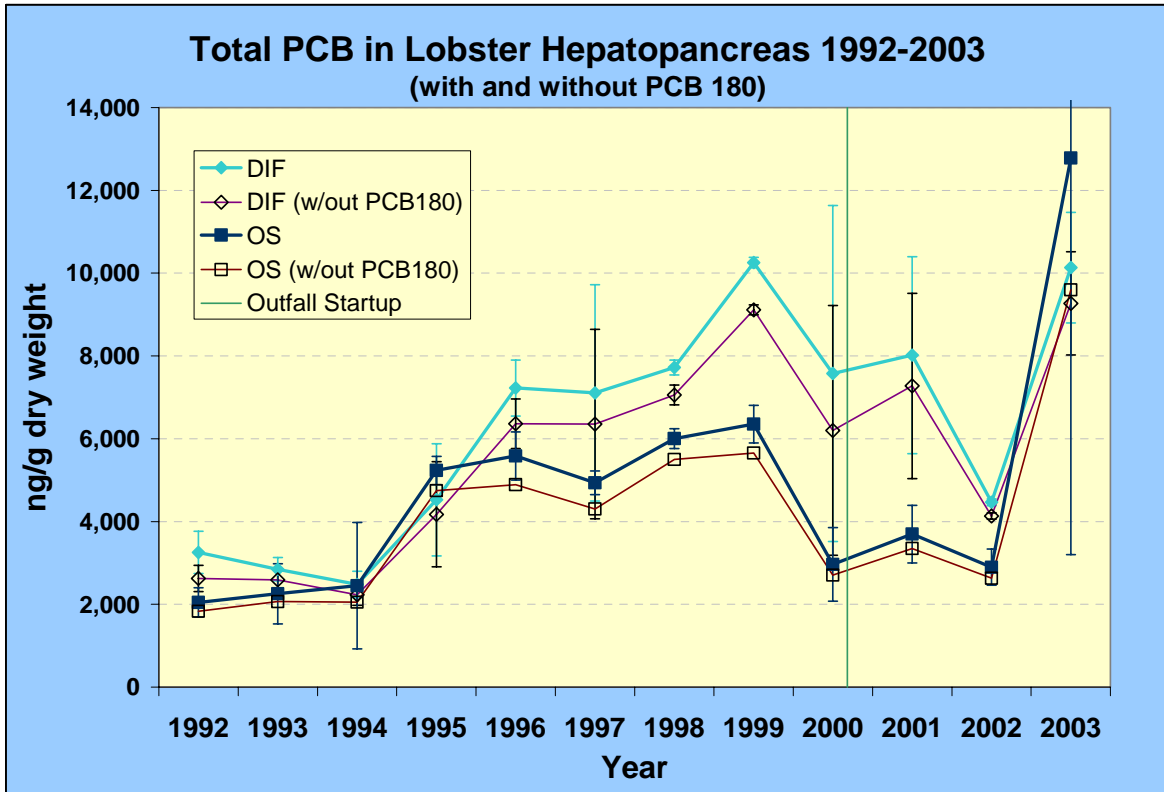 Total PCB in Lobster Hepatopancreas 1992-2003
(with and without PCB 180)
14,000
12,000
10,000
8,000
6,000
4,000
2,000
0
ng/g dry weight
DIF
DIF (w/out PCB180)
OS
OS (w/out PCB180)
Outfall Startup
1992 1993 1994 1995 1996 1997 1998 1999 2000 2001 2002 2003
Year